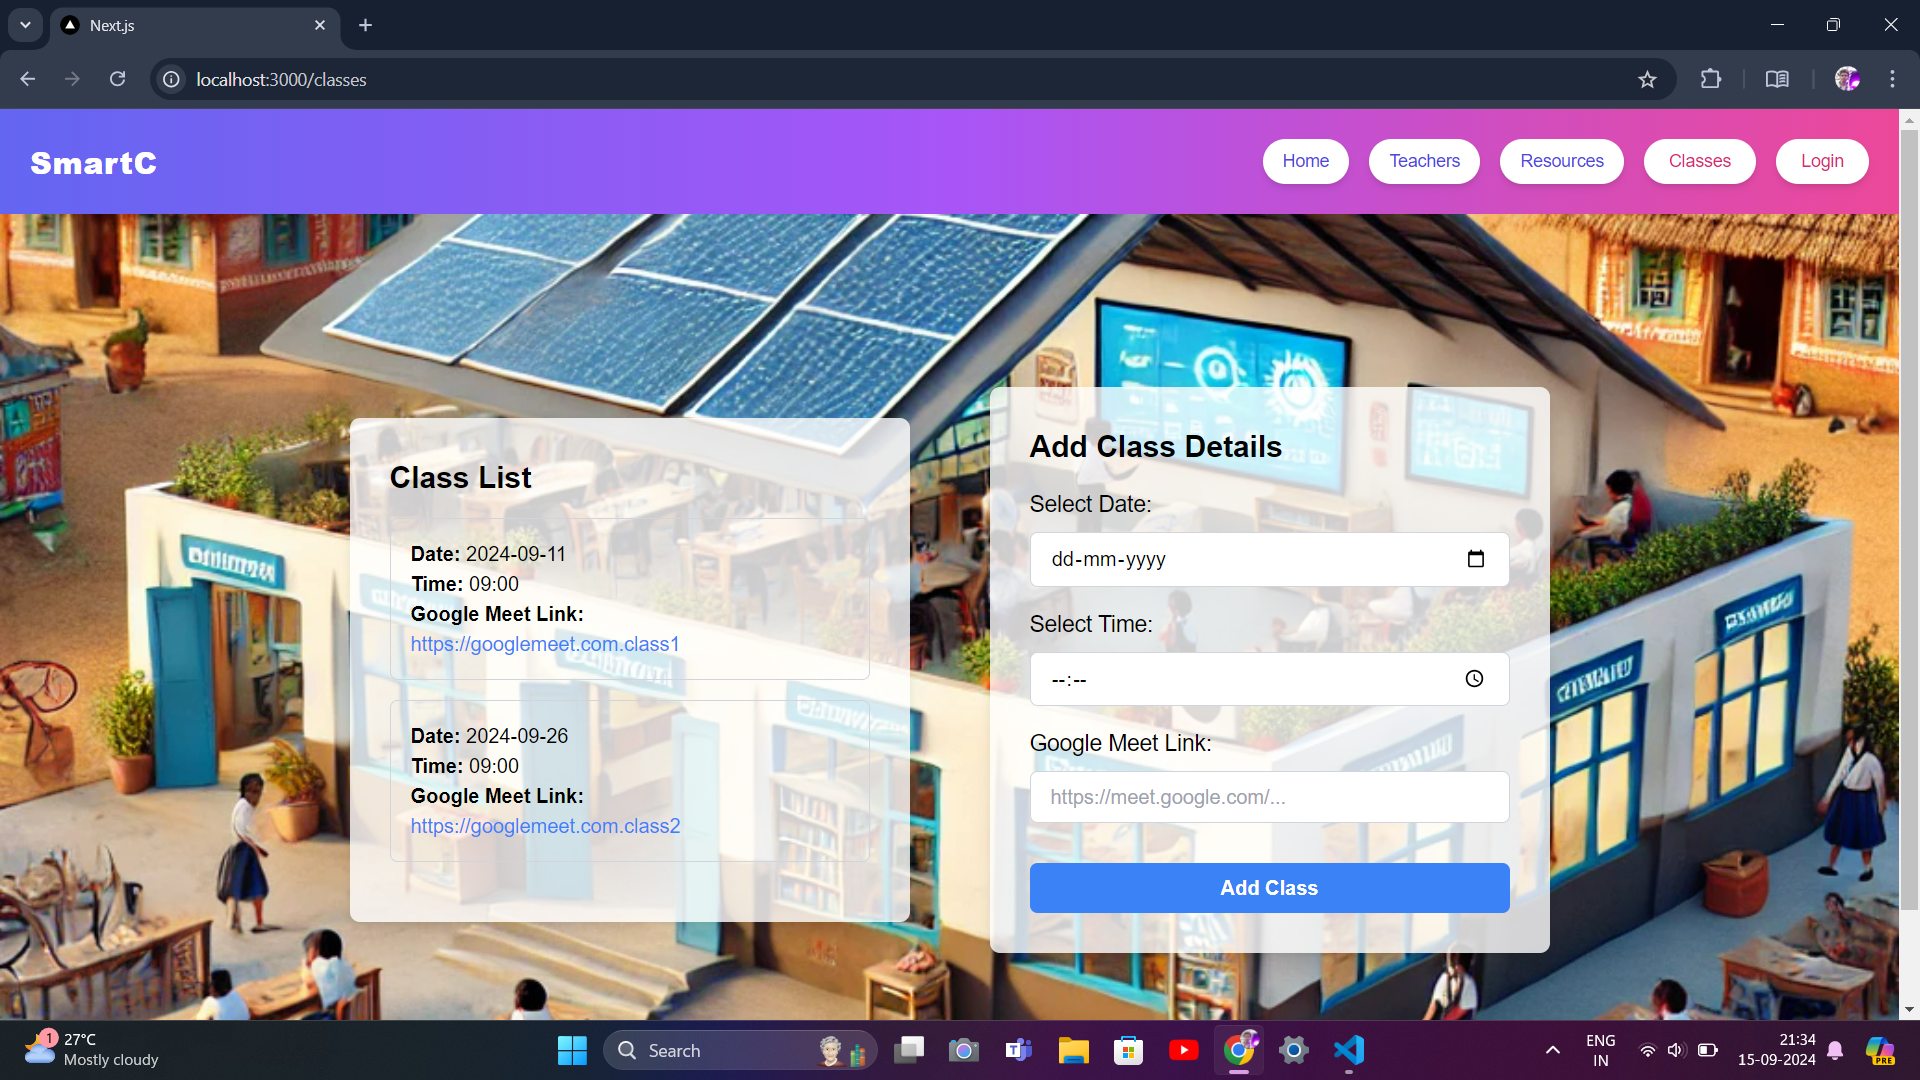 Next.js
localhost:3000/classes
SmartC
Home
Teachers
Resources
Classes
Login
Class List
Date: 2024-09-11
Time: 09:00
Google Meet Link:
https://googlemeet.com.class1
Date: 2024-09-26
Time: 09:00
Google Meet Link:
https://googlemeet.com.class2
Add Class Details
Select Date:
dd-mm-yyyy
Select Time:
--:--
Google Meet Link:
https://meet.google.com/...
Add Class
1
27°C
Mostly cloudy
Search
ENG
IN
21:34
15-09-2024
PRE